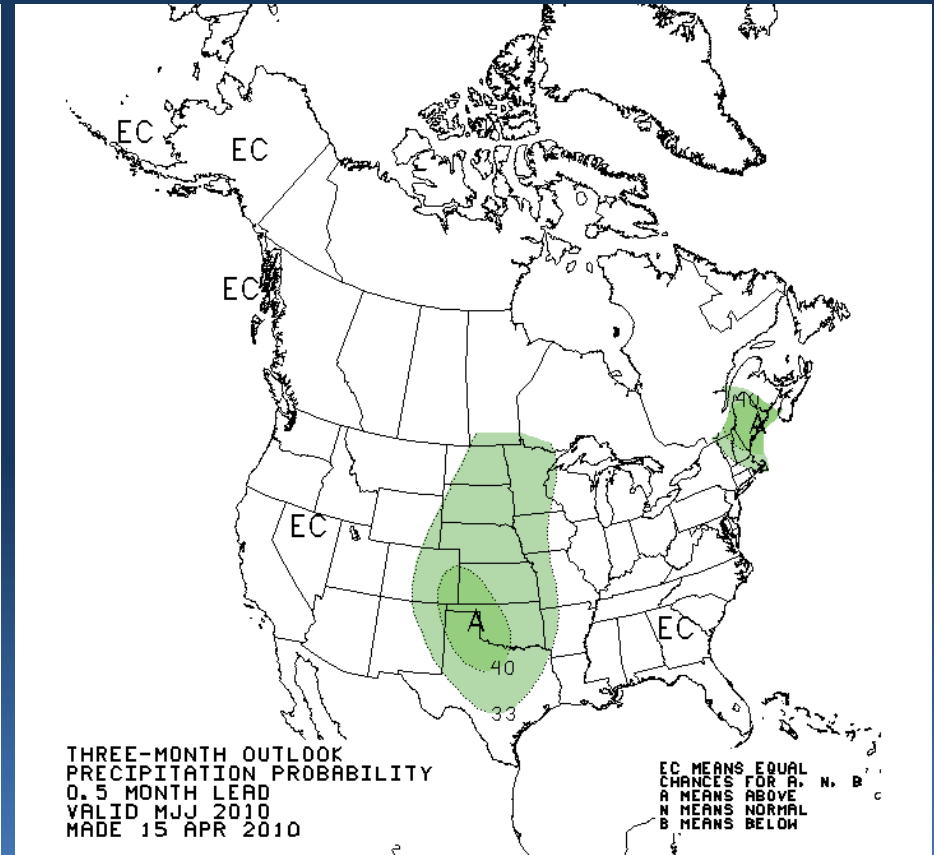 EC
EC
EC
40
A
EC
A
EC
40
33
THREE-MONTH OUTLOOK
PRECIPITATION PROBABILITY
0.5 MONTH LEAD
VALID MJJ 2010
MADE 15 APR 2010
EC MEANS EQUAL
CHANCES FOR A, N, B
A MEANS ABOVE
N MEANS NORMAL
B MEANS BELOW